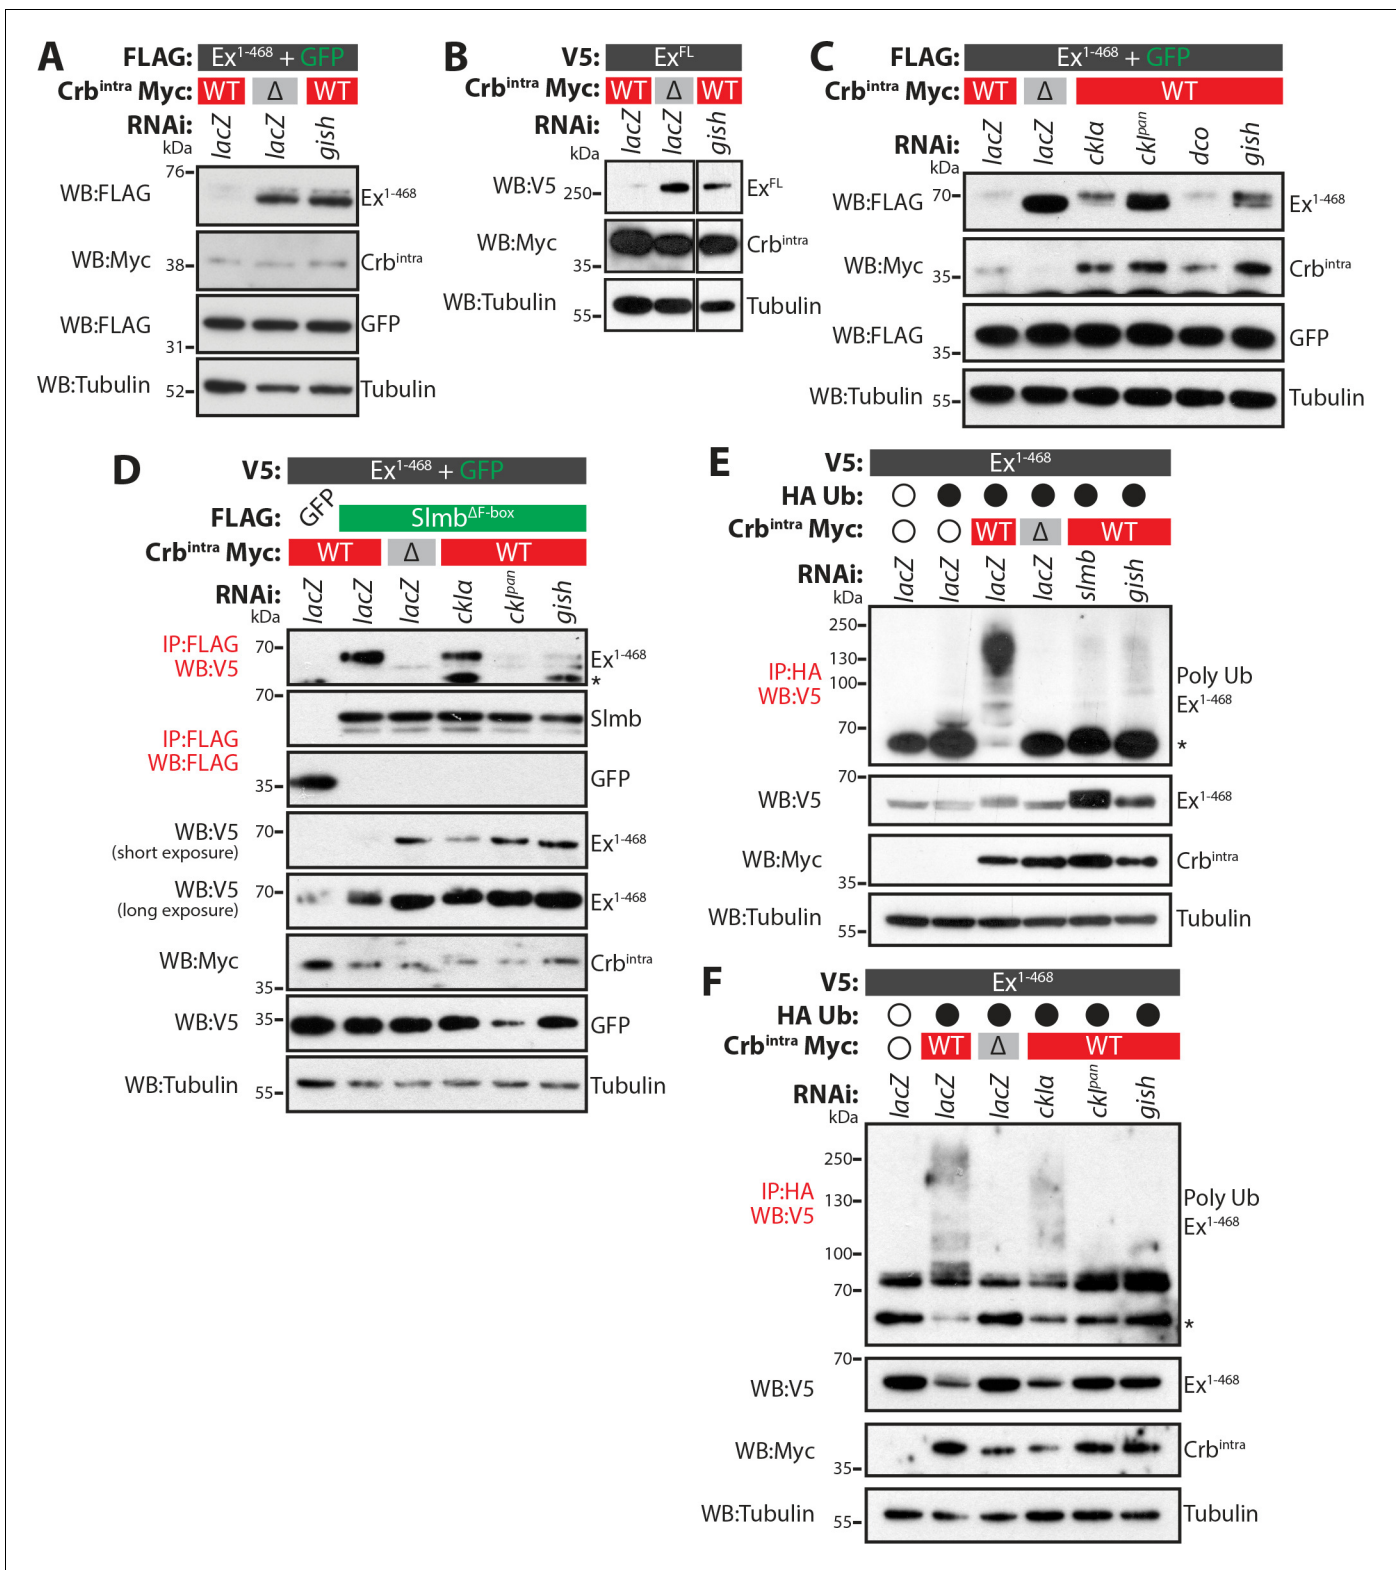 A
FLAG: Ex1-468 + GFP
Crbintra Myc: WT Δ WT
RNAi: lacZ lacZ gish
kDa
76
WB:FLAG Ex1-468
WB:Myc 38 Crbintra
WB:FLAG GFP
31
WB:Tubulin 52 Tubulin
B
V5: ExFL
Crbintra Myc: WT Δ WT
RNAi: lacZ lacZ gish
kDa
WB:V5 250 ExFL
WB:Myc Crbintra
35
WB:Tubulin Tubulin
55
C
FLAG: Ex1-468 + GFP
Crbintra Myc: WT Δ WT
RNAi: lacZ lacZ ckIα ckIpan dco gish
kDa
70
WB:FLAG Ex1-468
WB:Myc 35 Crbintra
WB:FLAG GFP
35
WB:Tubulin 55 Tubulin
D
V5: Ex1-468 + GFP
FLAG: GFP SlmbΔF-box
Crbintra Myc: WT Δ WT
RNAi: lacZ lacZ lacZ ckIα ckIpan gish
kDa
IP:FLAG 70
WB:V5 Ex1-468
*
70
Slmb
IP:FLAG
WB:FLAG
35 GFP
WB:V5 70
(short exposure) Ex1-468
WB:V5 70
(long exposure) Ex1-468
WB:Myc Crbintra
35
WB:V5 35 GFP
WB:Tubulin 55 Tubulin
E
V5: Ex1-468
HA Ub:
Crbintra Myc: WT Δ WT
RNAi: lacZ lacZ lacZ lacZ slmb gish
kDa
250
IP:HA 130
WB:V5 100 Poly Ub
Ex1-468
70
*
70
WB:V5 Ex1-468
WB:Myc Crbintra
35
WB:Tubulin Tubulin
55
F
V5: Ex1-468
HA Ub:
Crbintra Myc: WT Δ WT
RNAi: lacZ lacZ lacZ ckIα ckIpan gish
kDa
250
IP:HA 130 Poly Ub
WB:V5 Ex1-468
100
70
*
70
WB:V5 Ex1-468
WB:Myc Crbintra
35
WB:Tubulin 55 Tubulin